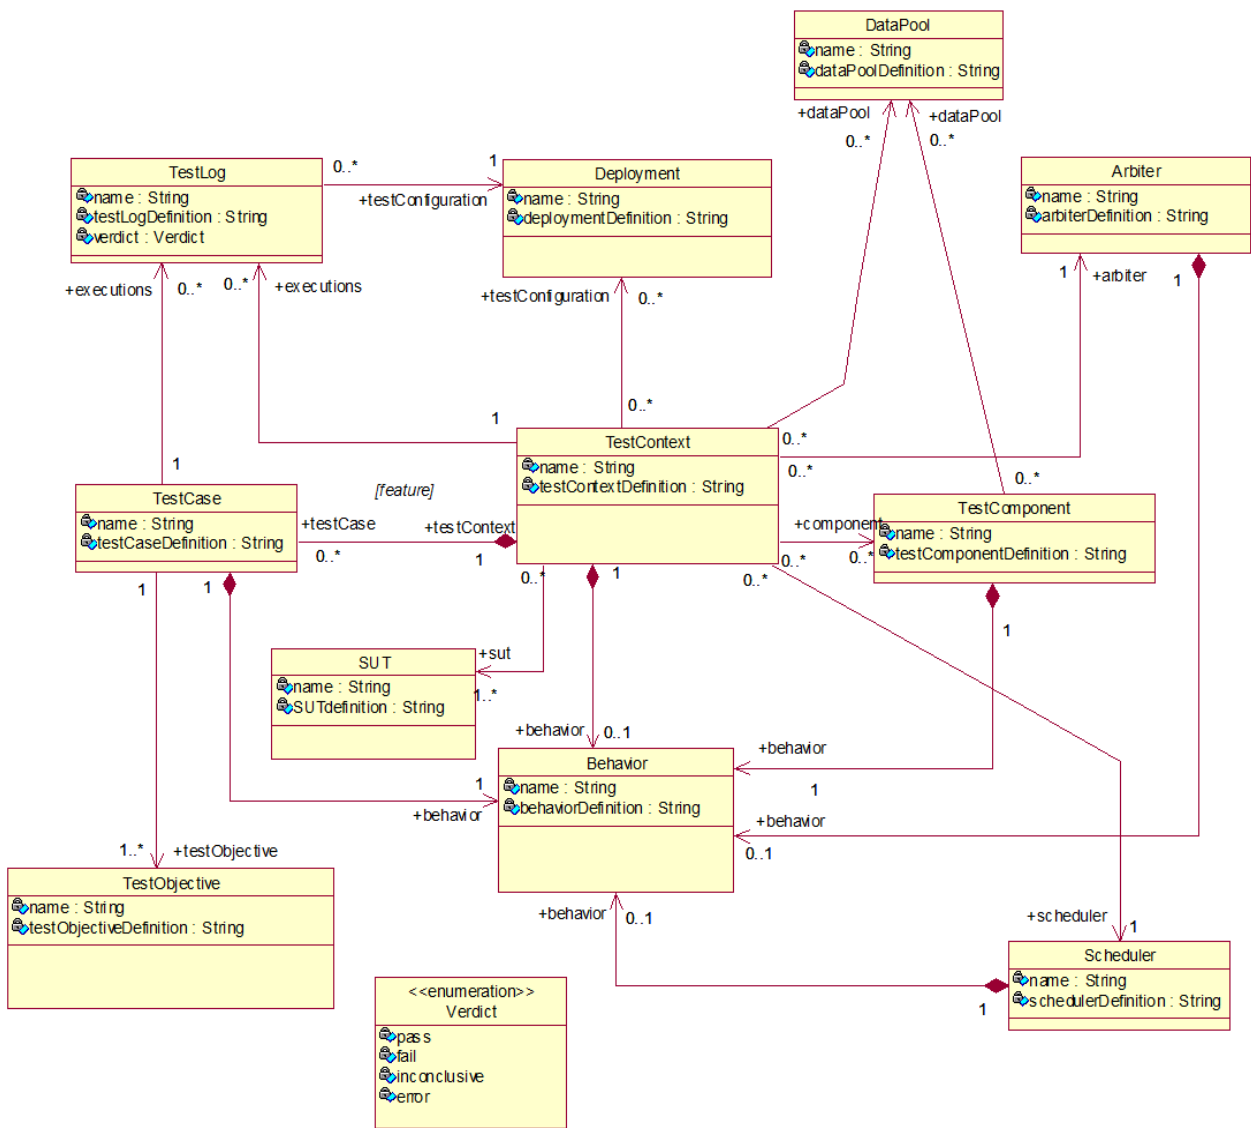 DataPool
name : String
dataPoolDefinition : String
+dataPool
0..*
+dataPool
0..*
TestLog
name : String
testLogDefinition : String
verdict : Verdict
0..*
1
+testConfiguration
Deployment
name : String
deploymentDefinition : String
Arbiter
name : String
arbiterDefinition : String
+executions
0..*
0..*
+executions
+testConfiguration
0..*
1
+arbiter
1
1
0..*
1
TestContext
name : String
testContextDefinition : String
0..*
0..*
0..*
TestCase
name : String
testCaseDefinition : String
[feature]
+testCase
0..*
+testContext
1
+component
0..*
0..*
TestComponent
name : String
testComponentDefinition : String
1
1
0..*
1
0..*
1
SUT
name : String
SUTdefinition : String
+sut
1..*
+behavior
0..1
Behavior
name : String
behaviorDefinition : String
+behavior
1
1
+behavior
+behavior
0..1
1..*
+testObjective
TestObjective
name : String
testObjectiveDefinition : String
+behavior
0..1
+scheduler
1
Scheduler
name : String
schedulerDefinition : String
1
<<enumeration>>
Verdict
pass
fail
inconclusive
error